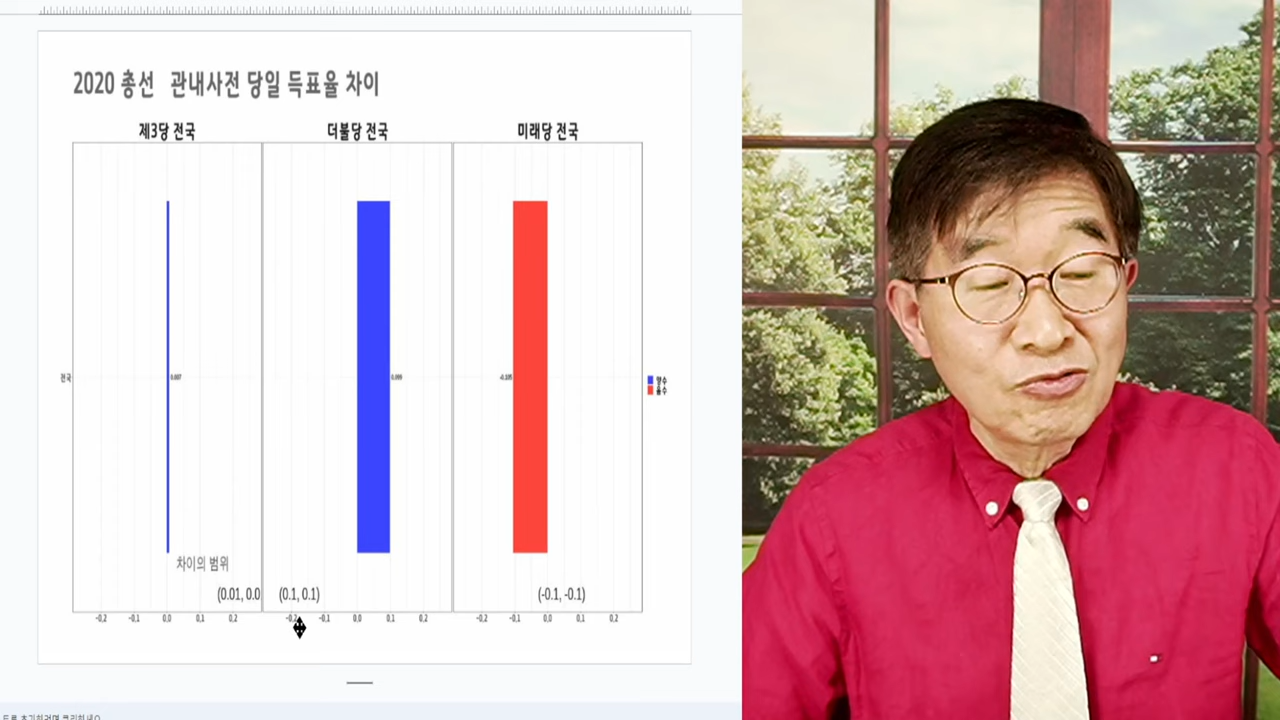 2020 총선 관내사전 당일 득표율 차이
제3당 전국 더불당 전국 미래당 전국
전국 0.007 0.099 -0.105
양수
음수
차이의 범위
(0.01, 0.0 (0.1, 0.1) (-0.1, -0.1)
-0.2 -0.1 0.0 0.1 0.2 -0.2 -0.1 0.0 0.1 0.2 -0.2 -0.1 0.0 0.1 0.2